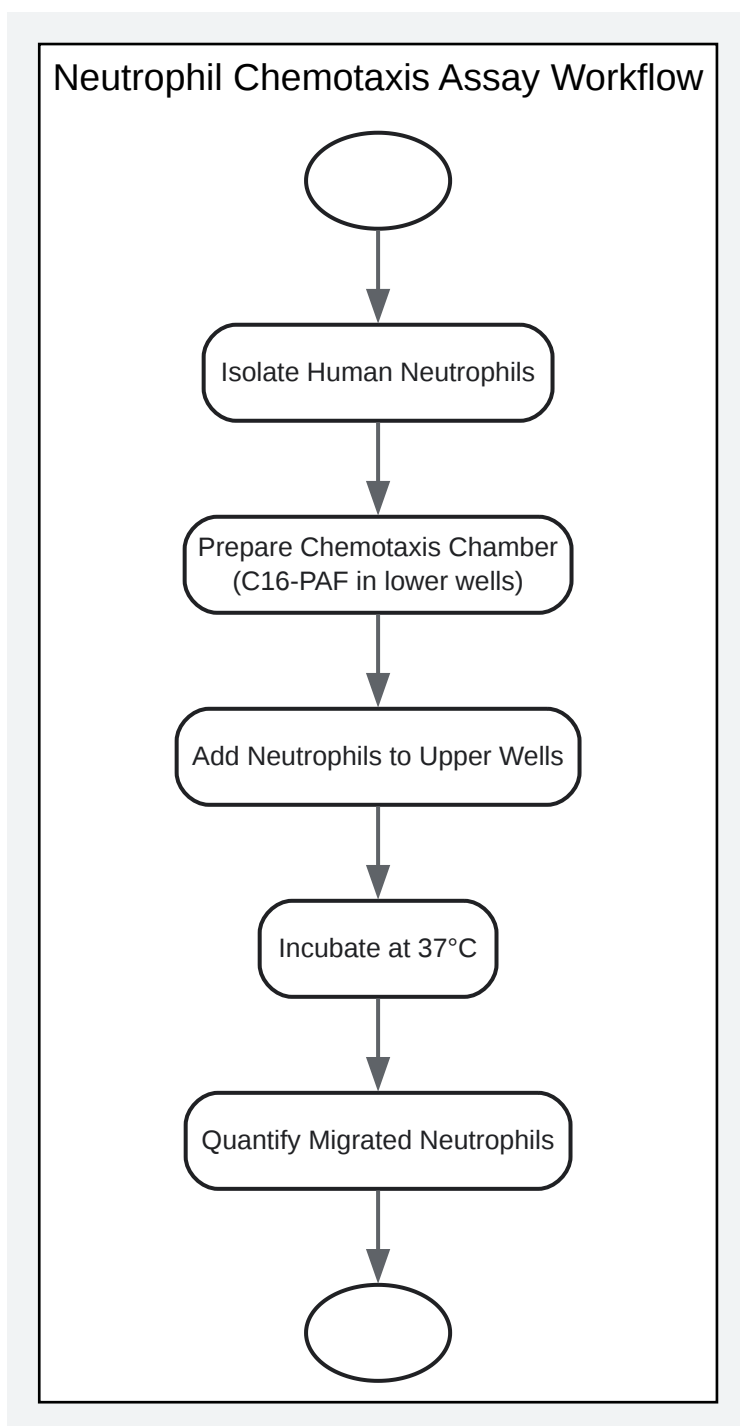 Neutrophil Chemotaxis Assay Workflow
Isolate Human Neutrophils
Prepare Chemotaxis Chamber
(C16-PAF in lower wells)
Add Neutrophils to Upper Wells
Incubate at 37°C
Quantify Migrated Neutrophils